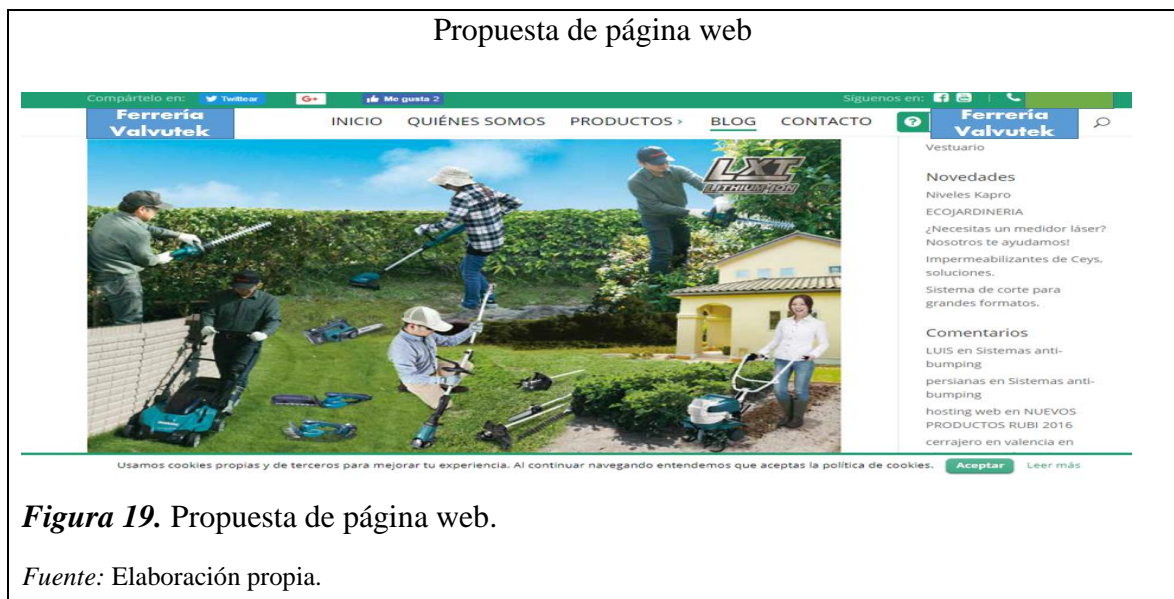 Propuesta de página web
Compártelo en: Twittear G+ Me gusta 2 Síguenos en:
Ferrería
Valvutek
INICIO QUIÉNES SOMOS PRODUCTOS › BLOG CONTACTO ?
Ferrería
Valvutek
LXT
LITHIUM-ION
Vestuario
Novedades
Niveles Kapro
ECOJARDINERIA
¿Necesitas un medidor láser?
Nosotros te ayudamos!
Impermeabilizantes de Ceys,
soluciones.
Sistema de corte para
grandes formatos.
Comentarios
LUIS en Sistemas anti-
bumping
persianas en Sistemas anti-
bumping
hosting web en NUEVOS
PRODUCTOS RUBI 2016
cerrajero en valencia en
Usamos cookies propias y de terceros para mejorar tu experiencia. Al continuar navegando entendemos que aceptas la política de cookies. Aceptar Leer más
Figura 19. Propuesta de página web.
Fuente: Elaboración propia.